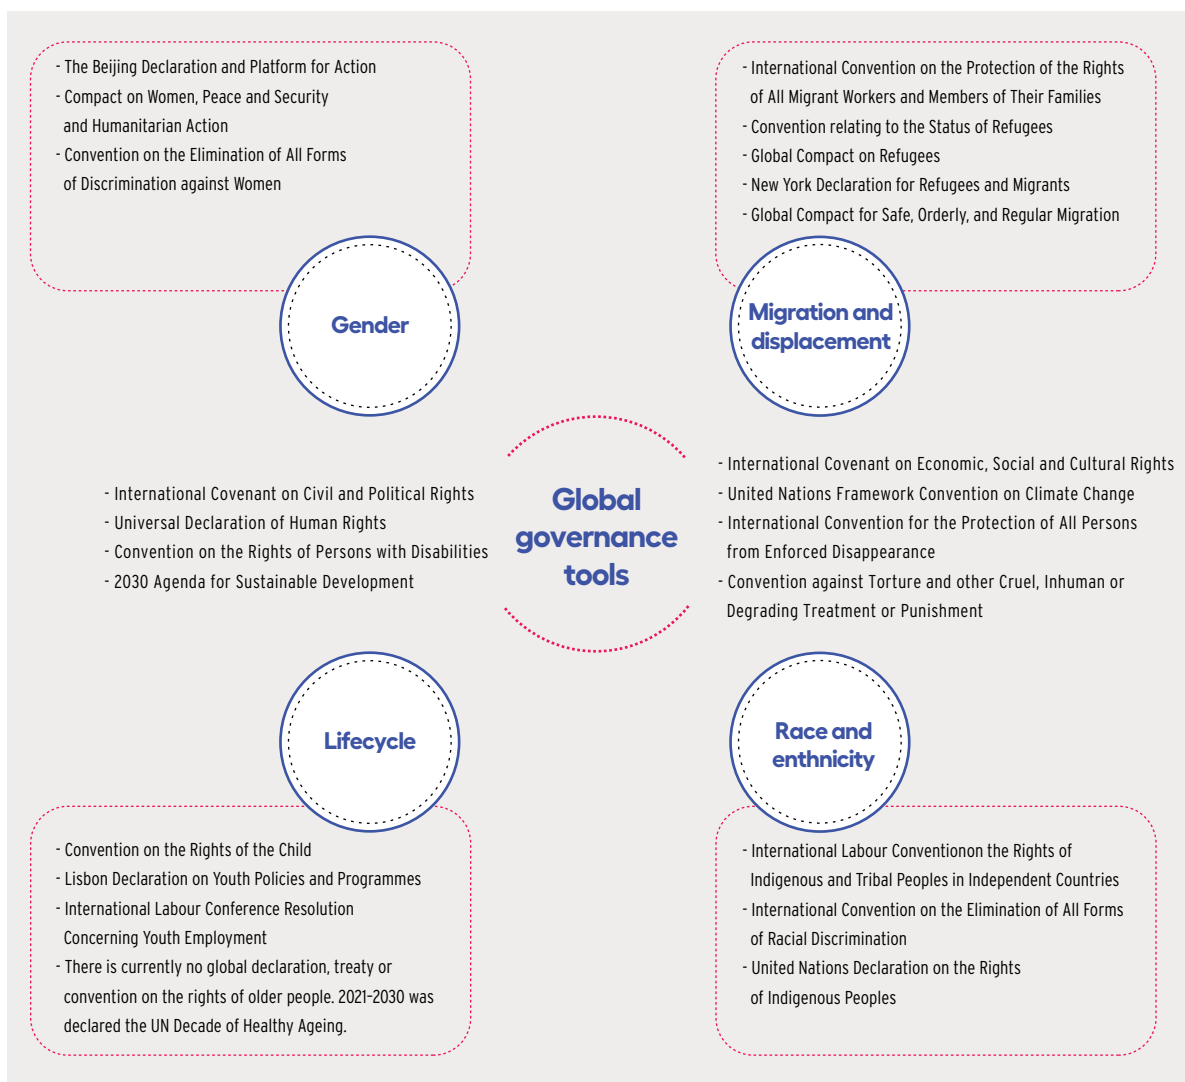 - The Beijing Declaration and Platform for Action
- Compact on Women, Peace and Security
and Humanitarian Action
- Convention on the Elimination of All Forms
of Discrimination against Women
Gender
- International Convention on the Protection of the Rights
of All Migrant Workers and Members of Their Families
- Convention relating to the Status of Refugees
- Global Compact on Refugees
- New York Declaration for Refugees and Migrants
- Global Compact for Safe, Orderly, and Regular Migration
Migration and
displacement
- International Covenant on Civil and Political Rights
- Universal Declaration of Human Rights
- Convention on the Rights of Persons with Disabilities
- 2030 Agenda for Sustainable Development
Global
governance
tools
- International Covenant on Economic, Social and Cultural Rights
- United Nations Framework Convention on Climate Change
- International Convention for the Protection of All Persons
from Enforced Disappearance
- Convention against Torture and other Cruel, Inhuman or
Degrading Treatment or Punishment
Lifecycle
- Convention on the Rights of the Child
- Lisbon Declaration on Youth Policies and Programmes
- International Labour Conference Resolution
Concerning Youth Employment
- There is currently no global declaration, treaty or
convention on the rights of older people. 2021-2030 was
declared the UN Decade of Healthy Ageing.
Race and
enthnicity
- International Labour Conventionon the Rights of
Indigenous and Tribal Peoples in Independent Countries
- International Convention on the Elimination of All Forms
of Racial Discrimination
- United Nations Declaration on the Rights
of Indigenous Peoples